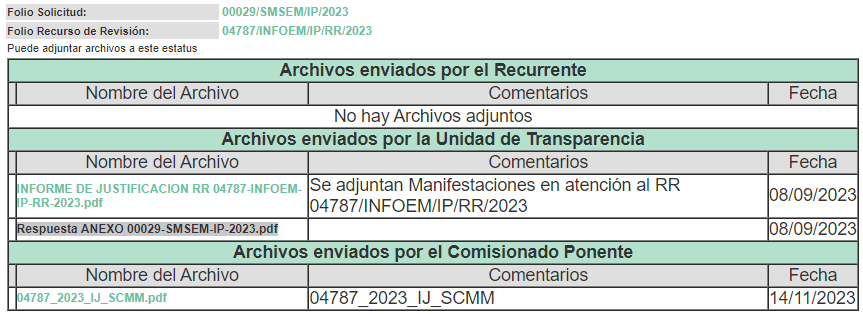 Folio Solicitud: 00029/SMSEM/IP/2023
Folio Recurso de Revisión: 04787/INFOEM/IP/RR/2023
Puede adjuntar archivos a este estatus
Archivos enviados por el Recurrente
Nombre del Archivo Comentarios Fecha
No hay Archivos adjuntos
Archivos enviados por la Unidad de Transparencia
Nombre del Archivo Comentarios Fecha
INFORME DE JUSTIFICACION RR 04787-INFOEM-
IP-RR-2023.pdf
Se adjuntan Manifestaciones en atención al RR
04787/INFOEM/IP/RR/2023
08/09/2023
Respuesta ANEXO 00029-SMSEM-IP-2023.pdf 08/09/2023
Archivos enviados por el Comisionado Ponente
Nombre del Archivo Comentarios Fecha
04787_2023_IJ_SCMM.pdf 04787_2023_IJ_SCMM 14/11/2023